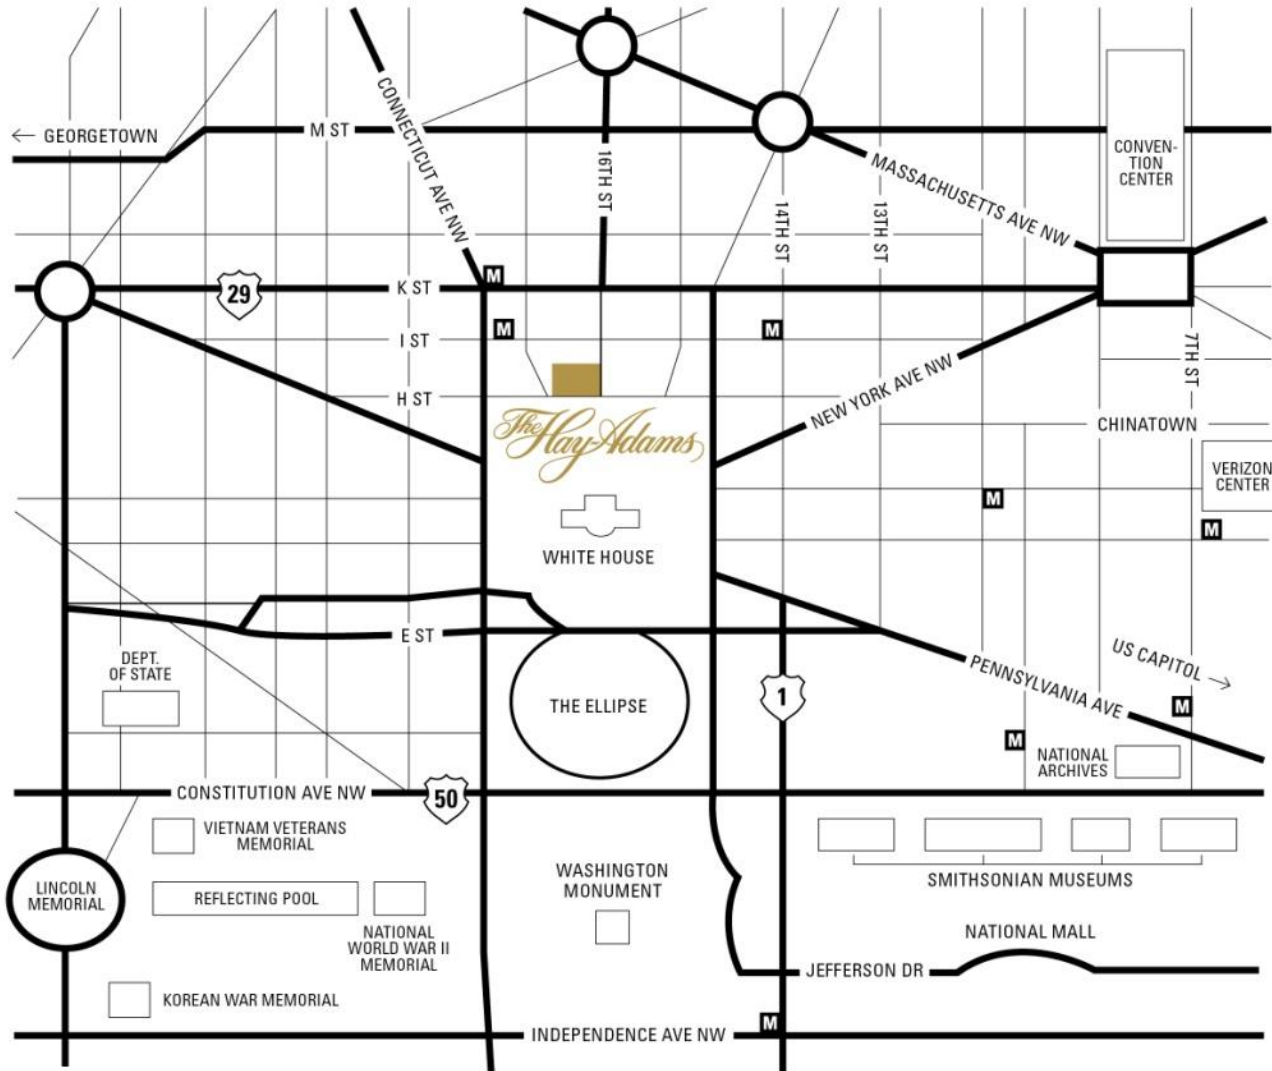 ← GEORGETOWN
M ST
CONNECTICUT AVE NW
16TH ST
14TH ST
13TH ST
MASSACHUSETTS AVE NW
CONVEN-
TION
CENTER
M
29
K ST
M
I ST
M
7TH ST
H ST
NEW YORK AVE NW
The Hay-Adams
CHINATOWN
VERIZON
CENTER
M
M
WHITE HOUSE
E ST
DEPT.
OF STATE
THE ELLIPSE
1
PENNSYLVANIA AVE
US CAPITOL →
M
M
NATIONAL
ARCHIVES
CONSTITUTION AVE NW
50
VIETNAM VETERANS
MEMORIAL
LINCOLN
MEMORIAL
REFLECTING POOL
NATIONAL
WORLD WAR II
MEMORIAL
WASHINGTON
MONUMENT
SMITHSONIAN MUSEUMS
NATIONAL MALL
JEFFERSON DR
KOREAN WAR MEMORIAL
M
INDEPENDENCE AVE NW